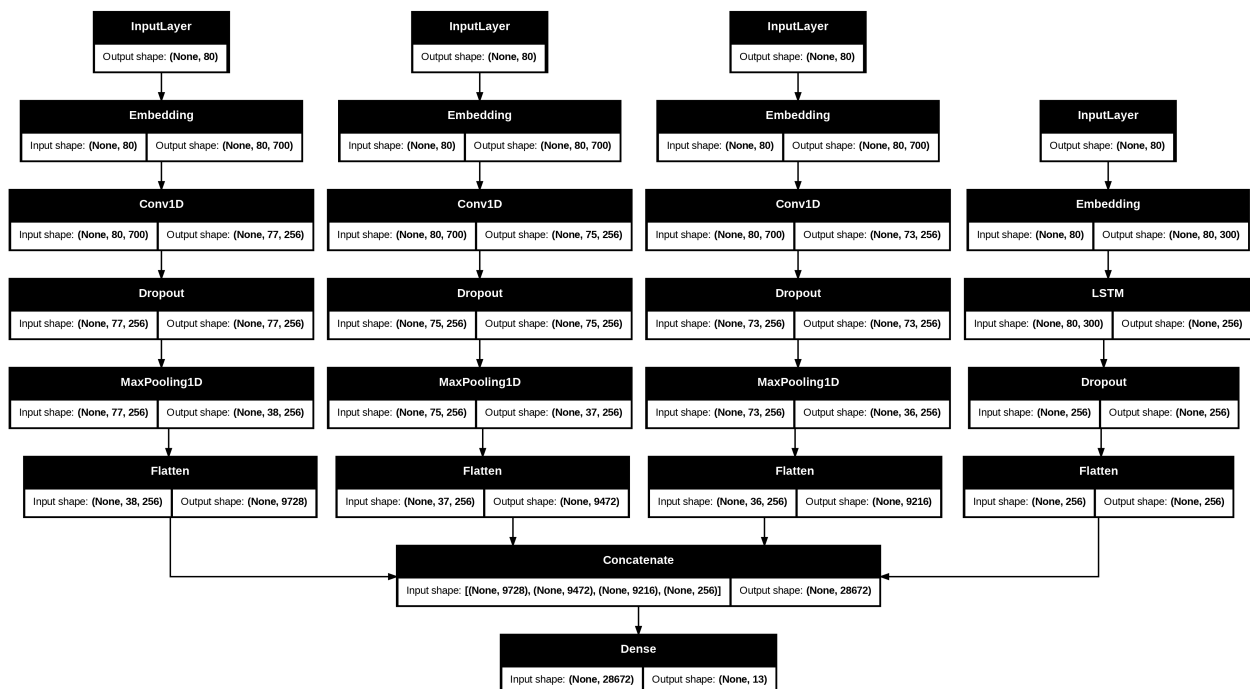 InputLayer
Output shape: (None, 80)
InputLayer
Output shape: (None, 80)
InputLayer
Output shape: (None, 80)
Embedding
Input shape: (None, 80) Output shape: (None, 80, 700)
Embedding
Input shape: (None, 80) Output shape: (None, 80, 700)
Embedding
Input shape: (None, 80) Output shape: (None, 80, 700)
InputLayer
Output shape: (None, 80)
Conv1D
Input shape: (None, 80, 700) Output shape: (None, 77, 256)
Conv1D
Input shape: (None, 80, 700) Output shape: (None, 75, 256)
Conv1D
Input shape: (None, 80, 700) Output shape: (None, 73, 256)
Embedding
Input shape: (None, 80) Output shape: (None, 80, 300)
Dropout
Input shape: (None, 77, 256) Output shape: (None, 77, 256)
Dropout
Input shape: (None, 75, 256) Output shape: (None, 75, 256)
Dropout
Input shape: (None, 73, 256) Output shape: (None, 73, 256)
LSTM
Input shape: (None, 80, 300) Output shape: (None, 256)
MaxPooling1D
Input shape: (None, 77, 256) Output shape: (None, 38, 256)
MaxPooling1D
Input shape: (None, 75, 256) Output shape: (None, 37, 256)
MaxPooling1D
Input shape: (None, 73, 256) Output shape: (None, 36, 256)
Dropout
Input shape: (None, 256) Output shape: (None, 256)
Flatten
Input shape: (None, 38, 256) Output shape: (None, 9728)
Flatten
Input shape: (None, 37, 256) Output shape: (None, 9472)
Flatten
Input shape: (None, 36, 256) Output shape: (None, 9216)
Flatten
Input shape: (None, 256) Output shape: (None, 256)
Concatenate
Input shape: [(None, 9728), (None, 9472), (None, 9216), (None, 256)] Output shape: (None, 28672)
Dense
Input shape: (None, 28672) Output shape: (None, 13)